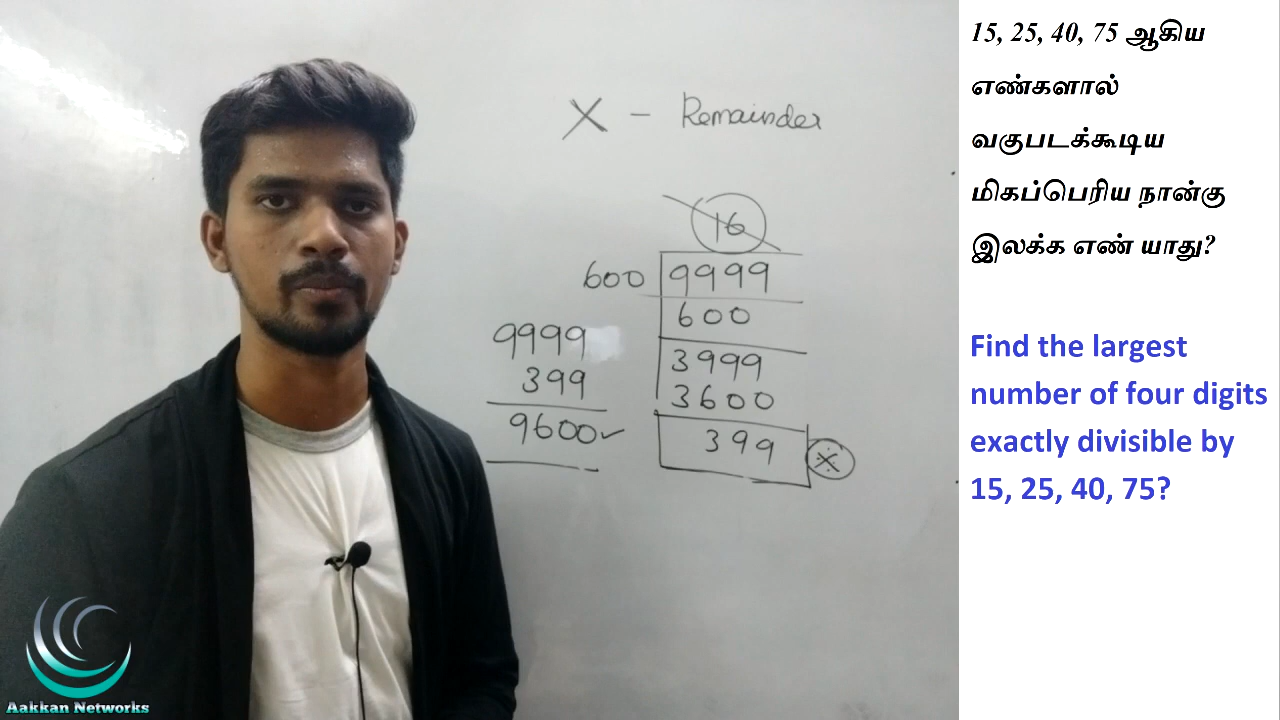 X - Remainder
16
600 9999
600
3999
3600
399 X
9999
399
9600
15, 25, 40, 75 ஆகிய
எண்களால்
வகுபடக்கூடிய
மிகப்பெரிய நான்கு
இலக்க எண் யாது?
Find the largest
number of four digits
exactly divisible by
15, 25, 40, 75?
Aakkan Networks